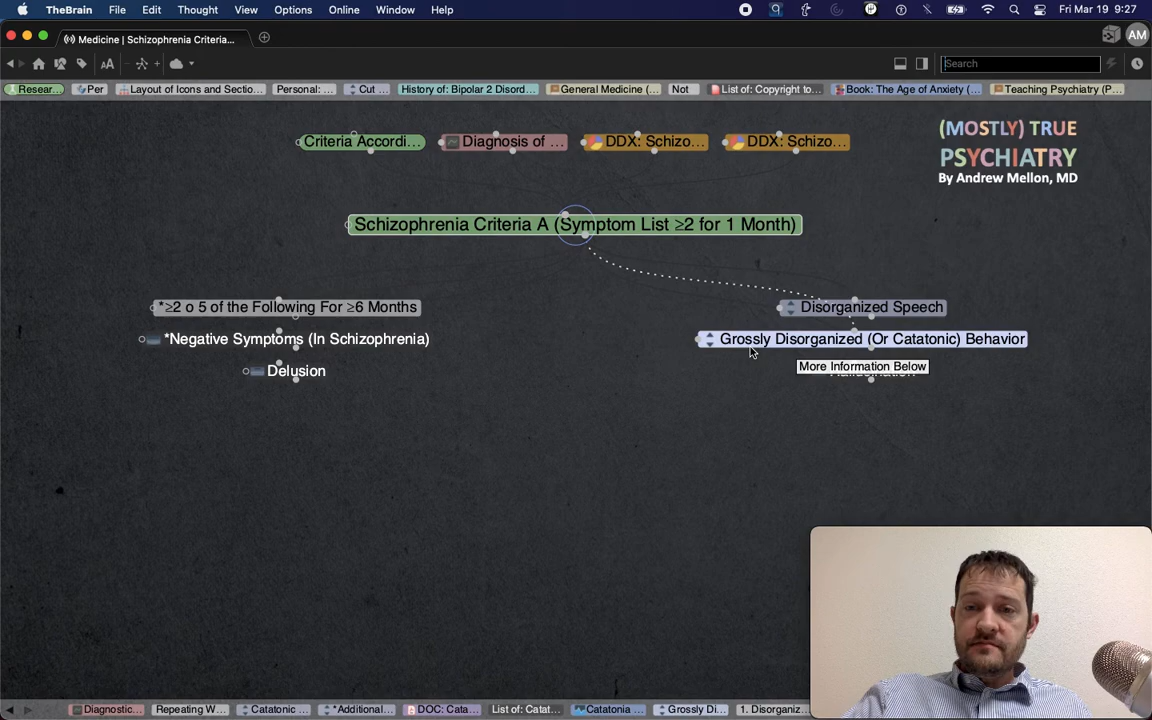 TheBrain File Edit Thought View Options Online Window Help Fri Mar 19 9:27
Medicine | Schizophrenia Criteria... AM
AA Search
Resear... Per Layout of Icons and Sectio... Personal: ... Cut ... History of: Bipolar 2 Disord... General Medicine (... Not List of: Copyright to... Book: The Age of Anxiety (... Teaching Psychiatry (P...
(MOSTLY) TRUE
PSYCHIATRY
By Andrew Mellon, MD
Criteria Accordi... Diagnosis of ... DDX: Schizo... DDX: Schizo...
Schizophrenia Criteria A (Symptom List ≥2 for 1 Month)
*≥2 o 5 of the Following For ≥6 Months
*Negative Symptoms (In Schizophrenia)
Delusion
Disorganized Speech
Grossly Disorganized (Or Catatonic) Behavior
More Information Below
Diagnostic... Repeating W... Catatonic ... *Additional... DOC: Cata... List of: Catat... Catatonia ... Grossly Di... 1. Disorganiz...